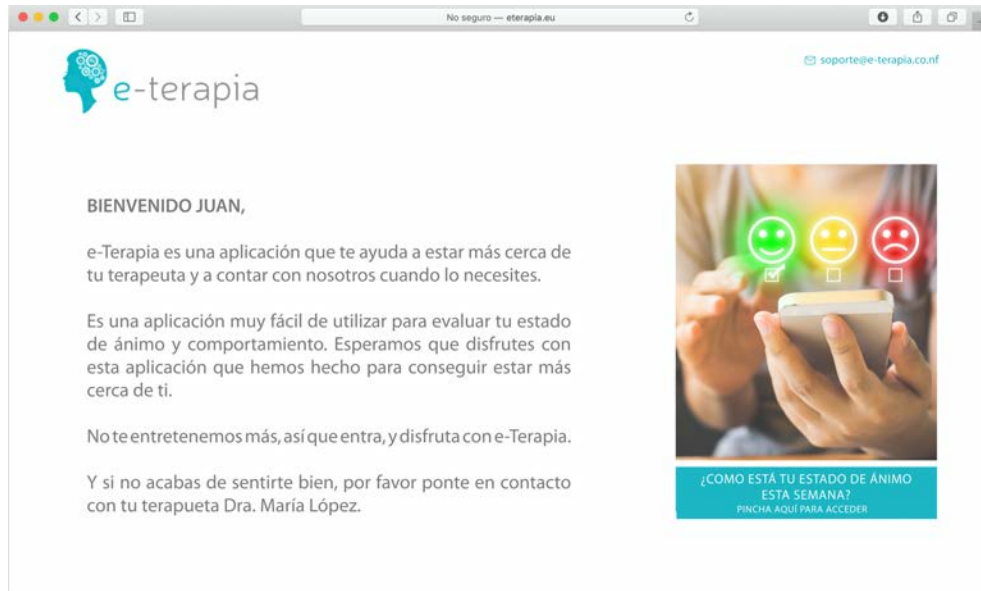 No seguro — eterapia.eu
e-terapia
soporte@e-terapia.co.nf
BIENVENIDO JUAN,
e-Terapia es una aplicación que te ayuda a estar más cerca de
tu terapeuta y a contar con nosotros cuando lo necesites.
Es una aplicación muy fácil de utilizar para evaluar tu estado
de ánimo y comportamiento. Esperamos que disfrutes con
esta aplicación que hemos hecho para conseguir estar más
cerca de ti.
No te entretenemos más, así que entra, y disfruta con e-Terapia.
Y si no acabas de sentirte bien, por favor ponte en contacto
con tu terapueta Dra. María López.
¿COMO ESTÁ TU ESTADO DE ÁNIMO
ESTA SEMANA?
PINCHA AQUÍ PARA ACCEDER